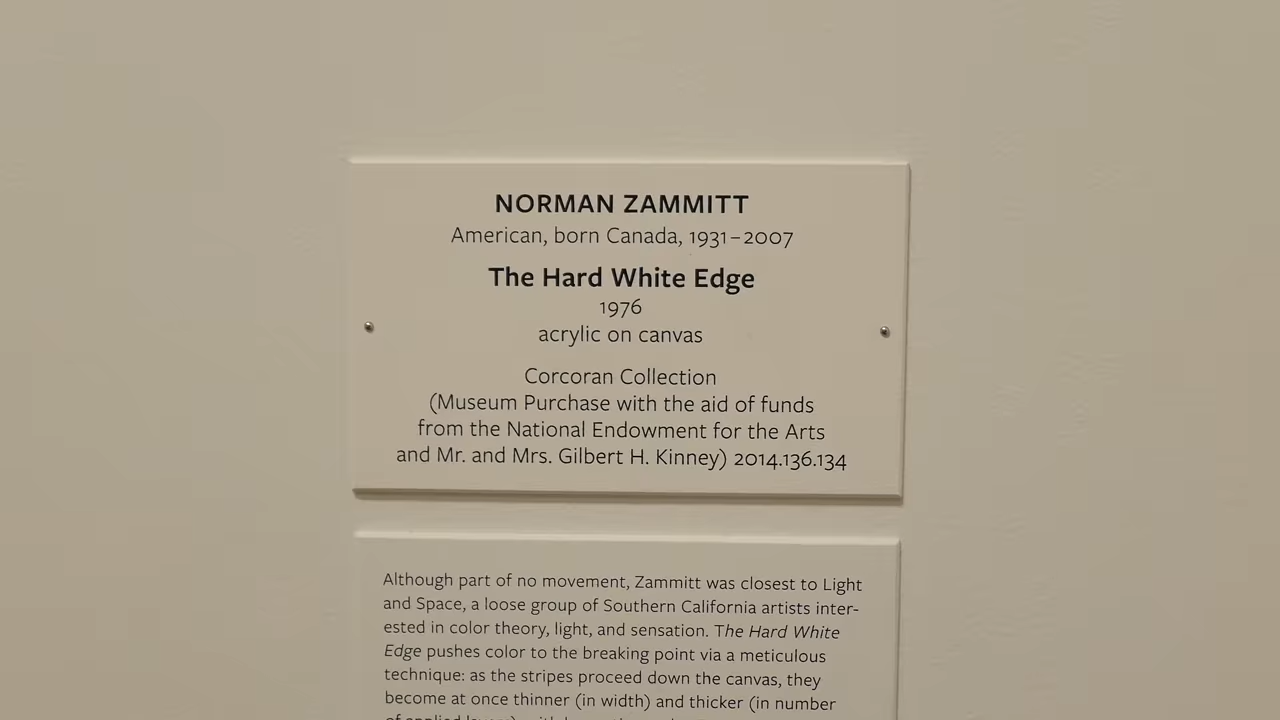 NORMAN ZAMMITT
American, born Canada, 1931–2007
The Hard White Edge
1976
acrylic on canvas
Corcoran Collection
(Museum Purchase with the aid of funds
from the National Endowment for the Arts
and Mr. and Mrs. Gilbert H. Kinney) 2014.136.134
Although part of no movement, Zammitt was closest to Light
and Space, a loose group of Southern California artists inter-
ested in color theory, light, and sensation. The Hard White
Edge pushes color to the breaking point via a meticulous
technique: as the stripes proceed down the canvas, they
become at once thinner (in width) and thicker (in number
of applied layers)